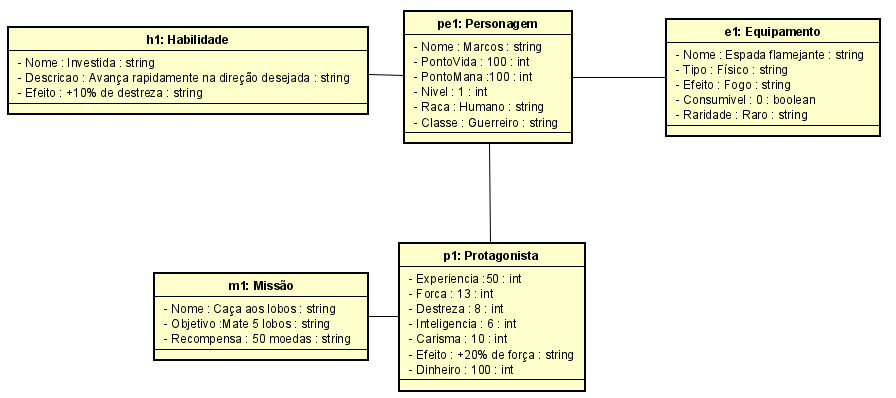 h1: Habilidade
- Nome : Investida : string
- Descricao : Avança rapidamente na direção desejada : string
- Efeito : +10% de destreza : string
pe1: Personagem
- Nome : Marcos : string
- PontoVida : 100 : int
- PontoMana :100 : int
- Nivel : 1 : int
- Raca : Humano : string
- Classe : Guerreiro : string
e1: Equipamento
- Nome : Espada flamejante : string
- Tipo : Físico : string
- Efeito : Fogo : string
- Consumivel : 0 : boolean
- Raridade : Raro : string
m1: Missão
- Nome : Caça aos lobos : string
- Objetivo :Mate 5 lobos : string
- Recompensa : 50 moedas : string
p1: Protagonista
- Experiencia :50 : int
- Forca : 13 : int
- Destreza : 8 : int
- Inteligencia : 6 : int
- Carisma : 10 : int
- Efeito : +20% de força : string
- Dinheiro : 100 : int